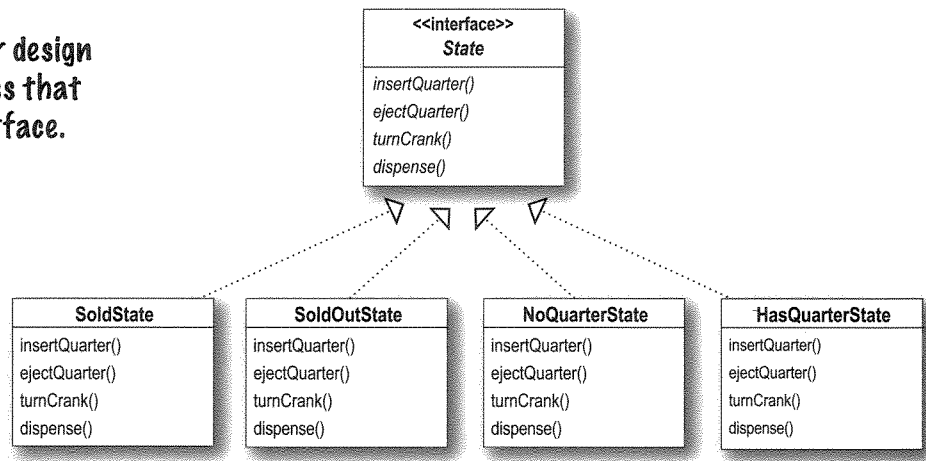 r design
s that
rface.
<<interface>>
State
insertQuarter()
ejectQuarter()
turnCrank()
dispense()
SoldState
insertQuarter()
ejectQuarter()
turnCrank()
dispense()
SoldOutState
insertQuarter()
ejectQuarter()
turnCrank()
dispense()
NoQuarterState
insertQuarter()
ejectQuarter()
turnCrank()
dispense()
HasQuarterState
insertQuarter()
ejectQuarter()
turnCrank()
dispense()